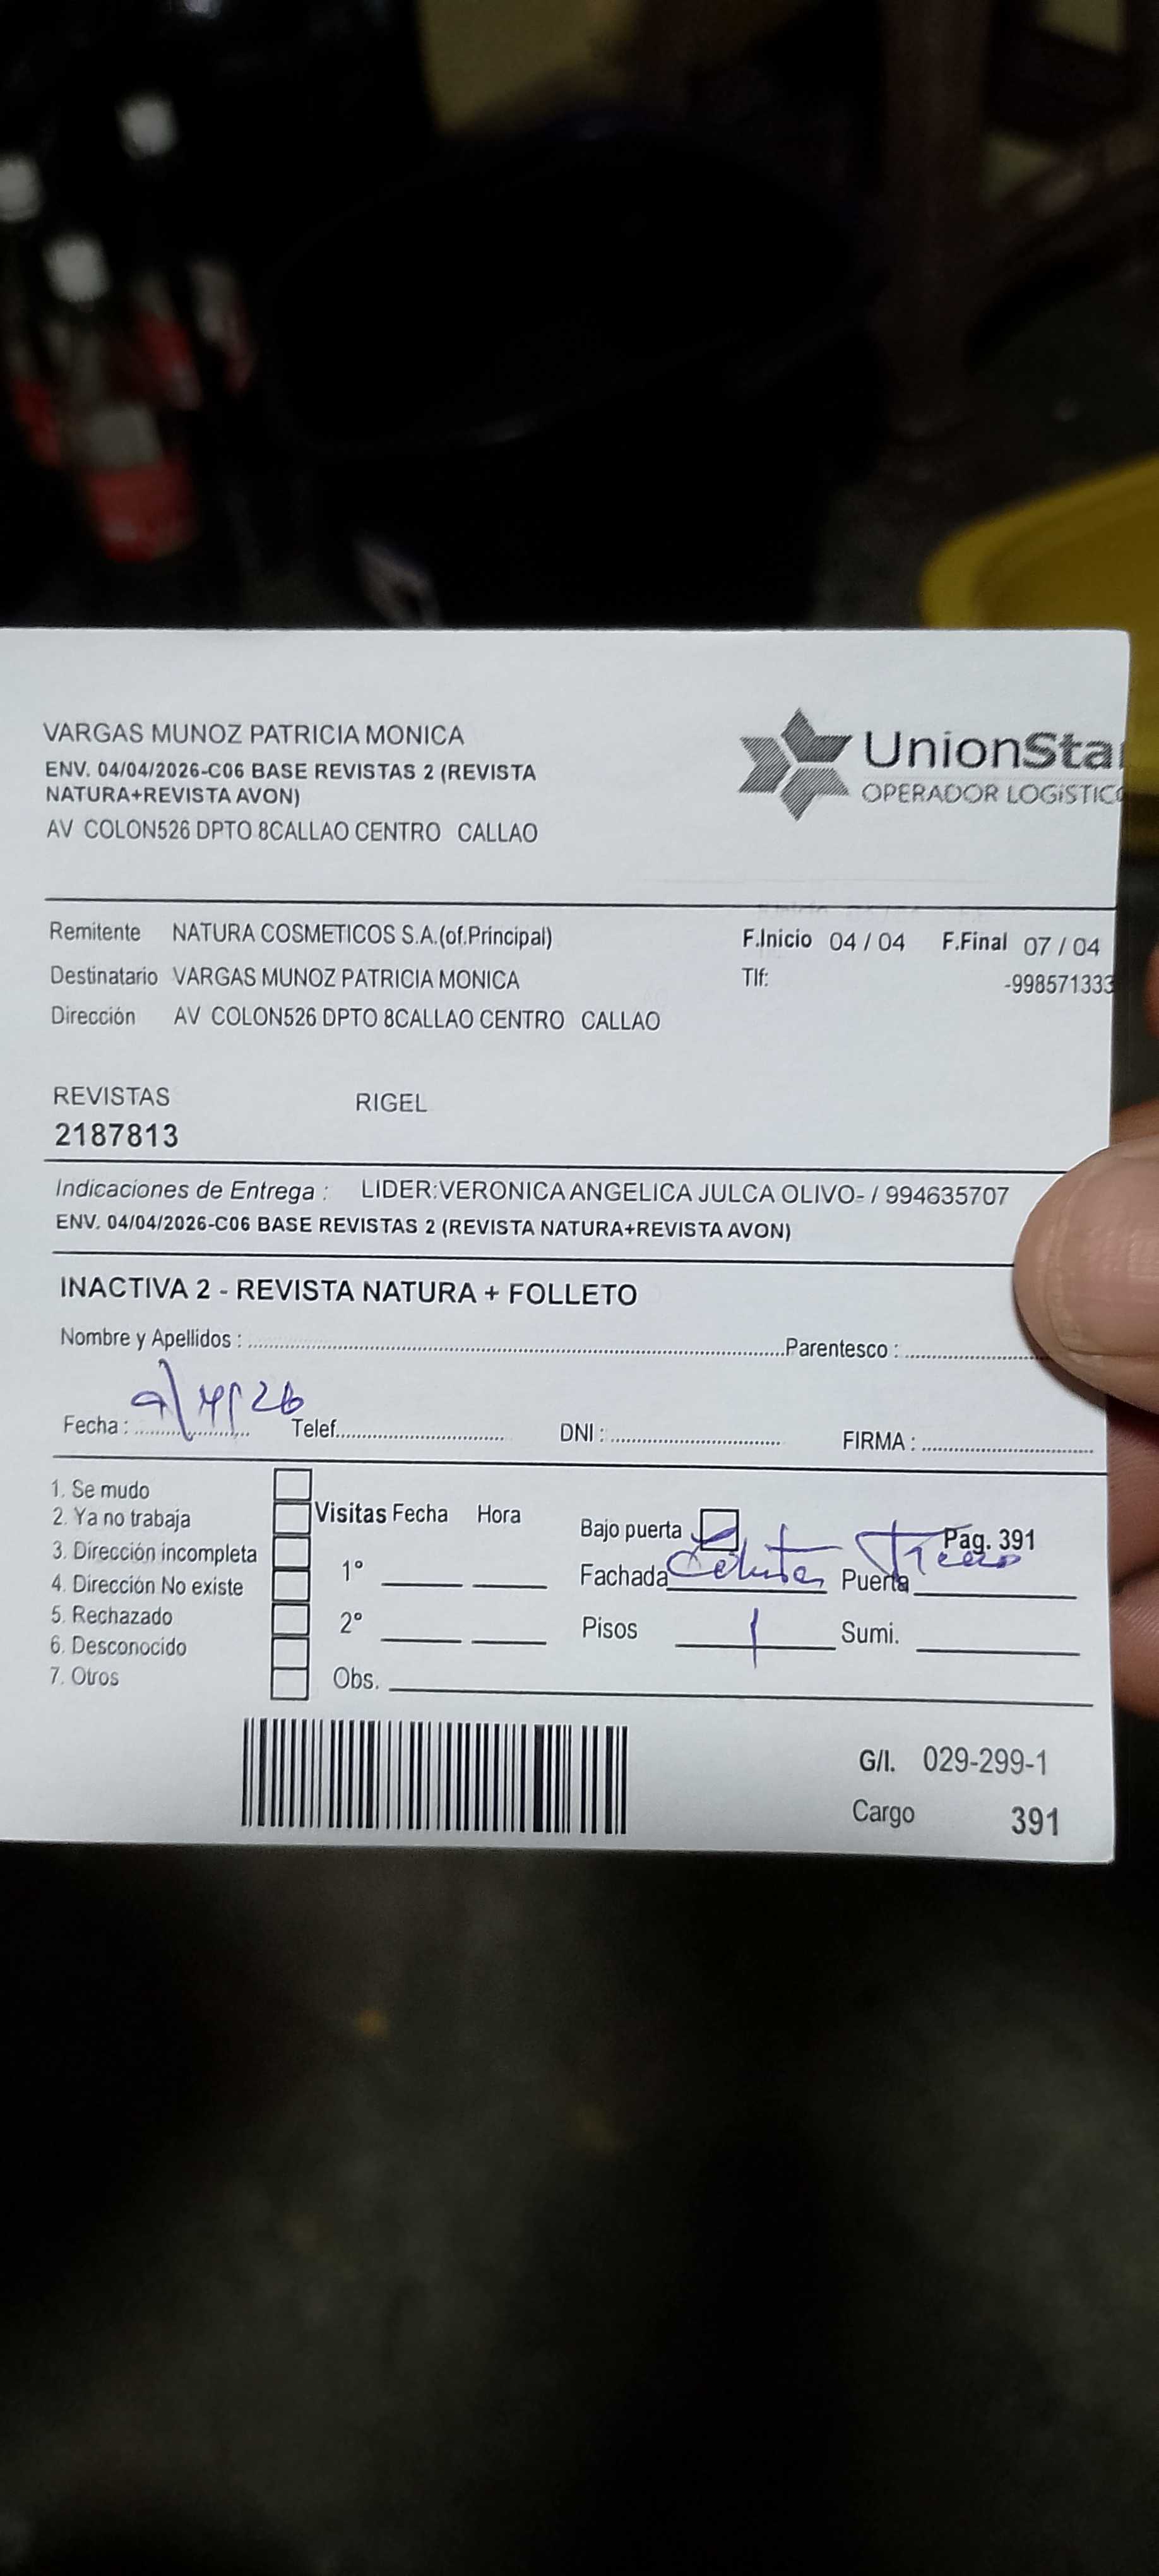 VARGAS MUNOZ PATRICIA MONICA
ENV. 04/04/2026-C06 BASE REVISTAS 2 (REVISTA
NATURA+REVISTA AVON)
AV COLON526 DPTO 8CALLAO CENTRO CALLAO
UnionSta
OPERADOR LOGíSTICO
Remitente NATURA COSMETICOS S.A.(of.Principal) F.Inicio 04 / 04 F.Final 07 / 04
Destinatario VARGAS MUNOZ PATRICIA MONICA Tlf: -998571333
Dirección AV COLON526 DPTO 8CALLAO CENTRO CALLAO
REVISTAS RIGEL
2187813
Indicaciones de Entrega : LIDER:VERONICA ANGELICA JULCA OLIVO- / 994635707
ENV. 04/04/2026-C06 BASE REVISTAS 2 (REVISTA NATURA+REVISTA AVON)
INACTIVA 2 - REVISTA NATURA + FOLLETO
Nombre y Apellidos : Parentesco :
Fecha : Telef. DNI : FIRMA :
1. Se mudo
2. Ya no trabaja
3. Dirección incompleta
4. Dirección No existe
5. Rechazado
6. Desconocido
7. Otros
Visitas Fecha Hora
1°
2°
Obs.
Bajo puerta Pag. 391
Fachada Puerta
Pisos 1 Sumi.
G/I. 029-299-1
Cargo 391